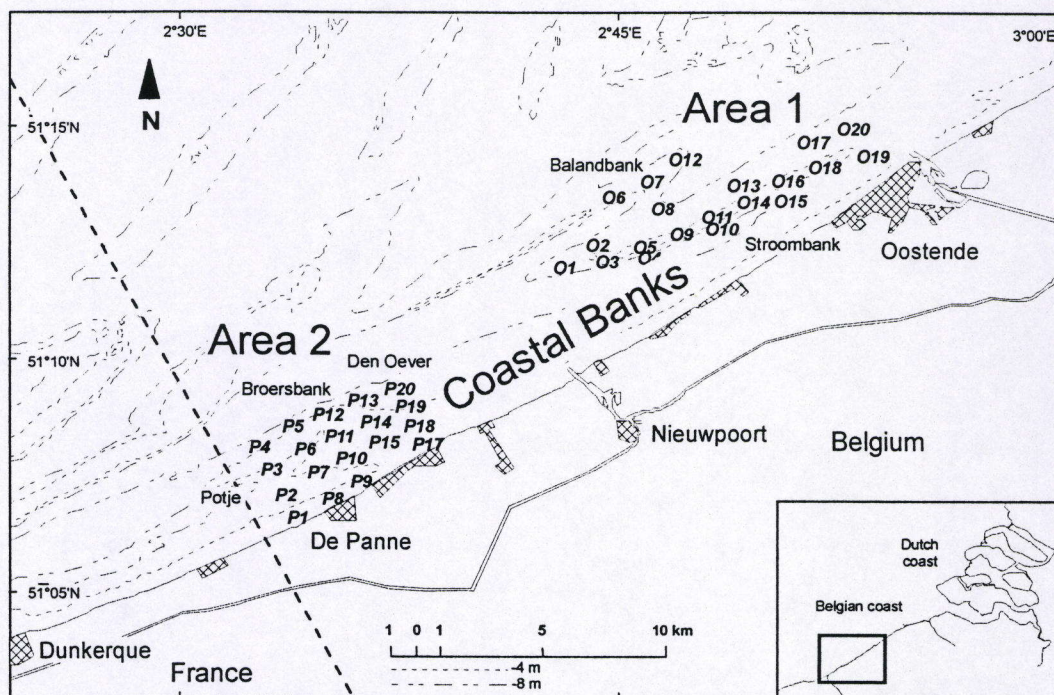 2°30'E
2°45'E
3°00'E
51°15'N
N
Area 1
O20
O17
O19
O12
Balandbank
O18
O7
O16
O13
O6
O14
O15
O8
O11
O10
O9
Stroombank
Oostende
O2
O5
O3
O1
Coastal Banks
51°10'N
Area 2
Den Oever
Broersbank
P20
P13
P19
P12
P14
P18
P5
P11
P15
P17
P4
P6
P10
P3
P7
P9
Nieuwpoort
Belgium
Potje
P2
P8
P1
De Panne
51°05'N
Dutch
coast
Belgian coast
1 0 1 5 10 km
-4 m
-8 m
Dunkerque
France